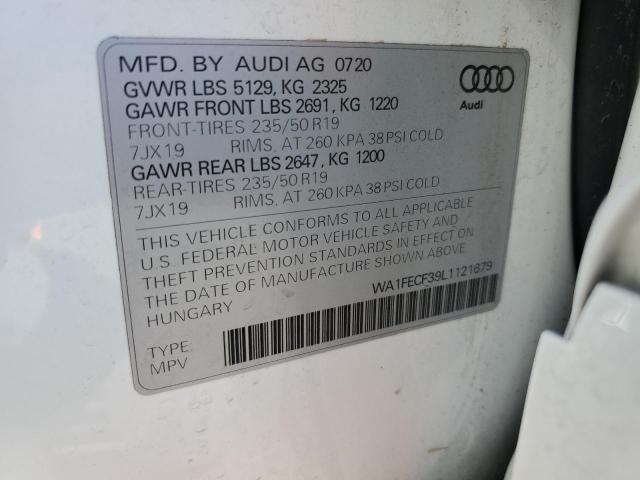 MFD. BY AUDI AG 0720
GVWR LBS 5129, KG 2325
GAWR FRONT LBS 2691, KG 1220
FRONT-TIRES 235/50 R19
7JX19 RIMS, AT 260 KPA 38 PSI COLD
GAWR REAR LBS 2647, KG 1200
REAR-TIRES 235/50 R19
7JX19 RIMS, AT 260 KPA 38 PSI COLD
Audi
THIS VEHICLE CONFORMS TO ALL APPLICABLE
U.S. FEDERAL MOTOR VEHICLE SAFETY AND
THEFT PREVENTION STANDARDS IN EFFECT ON
THE DATE OF MANUFACTURE SHOWN ABOVE
HUNGARY
WA1FECF39L1121679
TYPE:
MPV